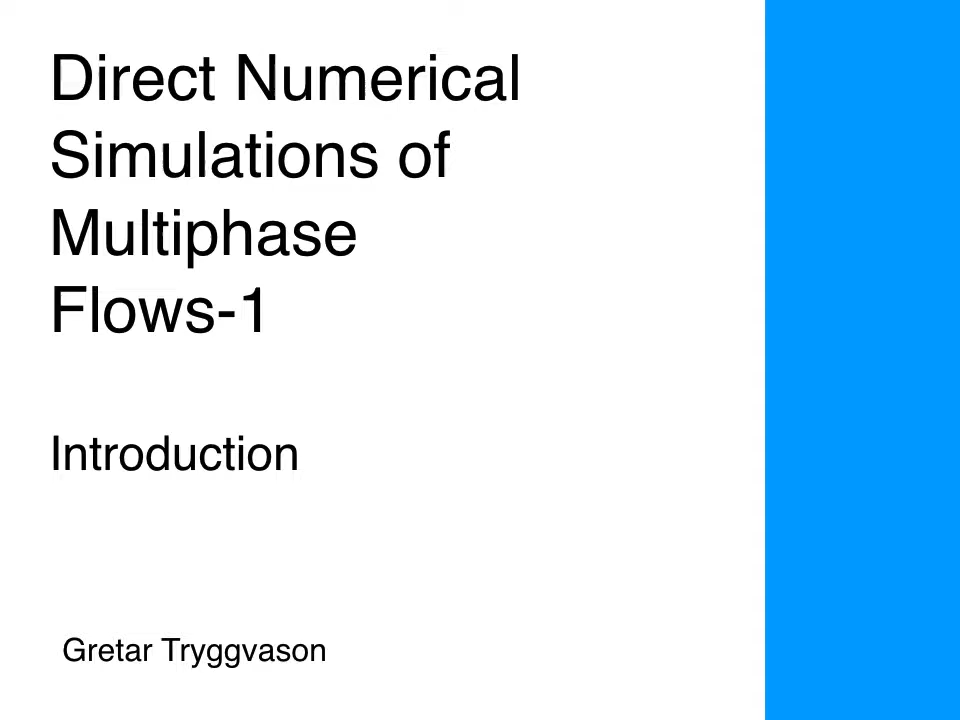 Direct Numerical
Simulations of
Multiphase
Flows-1
Introduction
Gretar Tryggvason